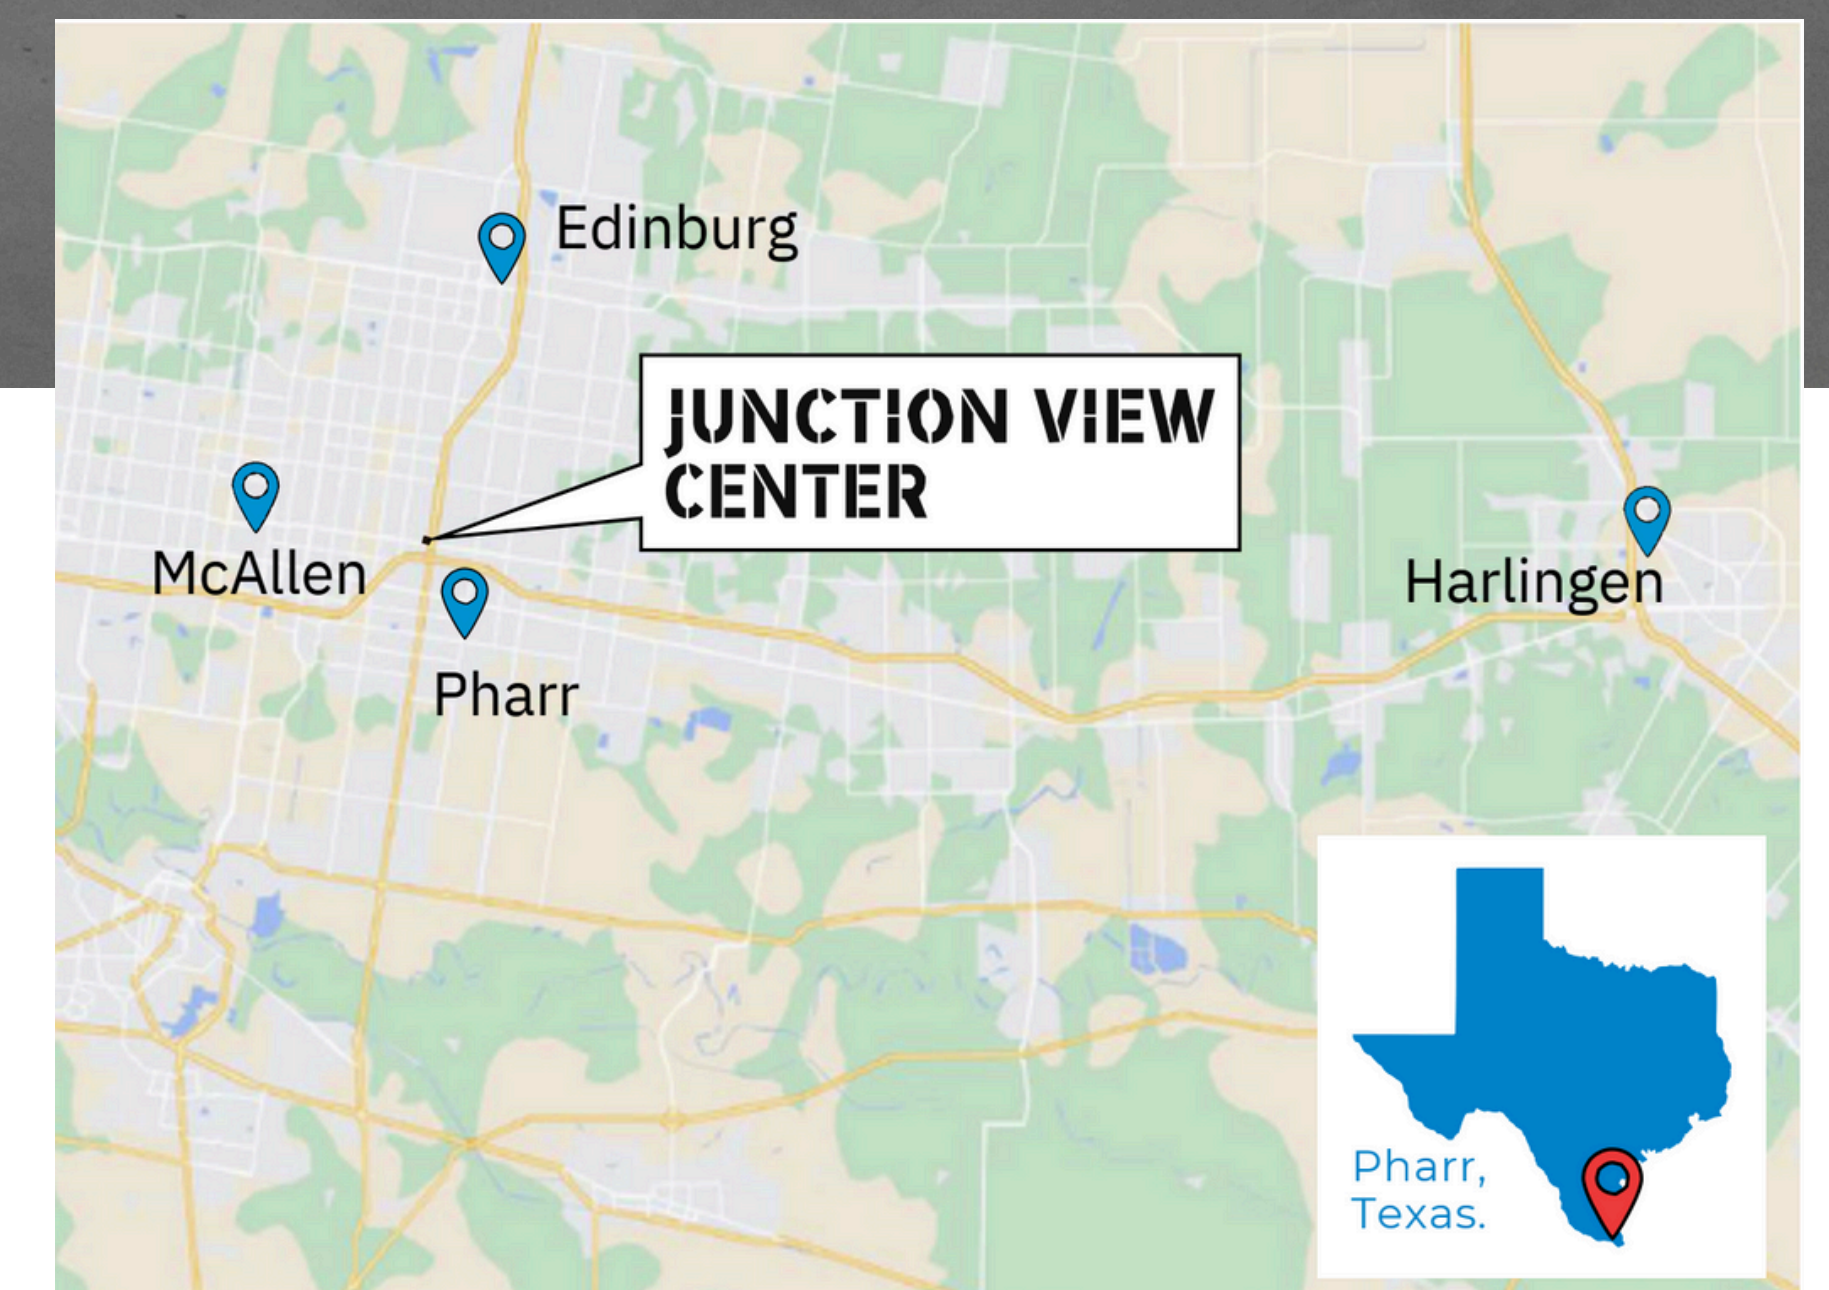 Edinburg
JUNCTION VIEW
CENTER
McAllen
Harlingen
Pharr
Pharr,
Texas.